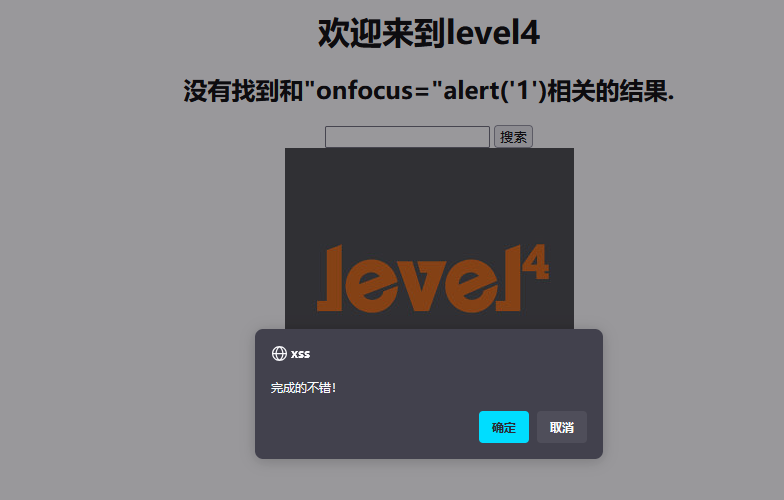 欢迎来到level4
没有找到和"onfocus="alert('1')相关的结果.
搜索
level4
xss
完成的不错！
确定
取消